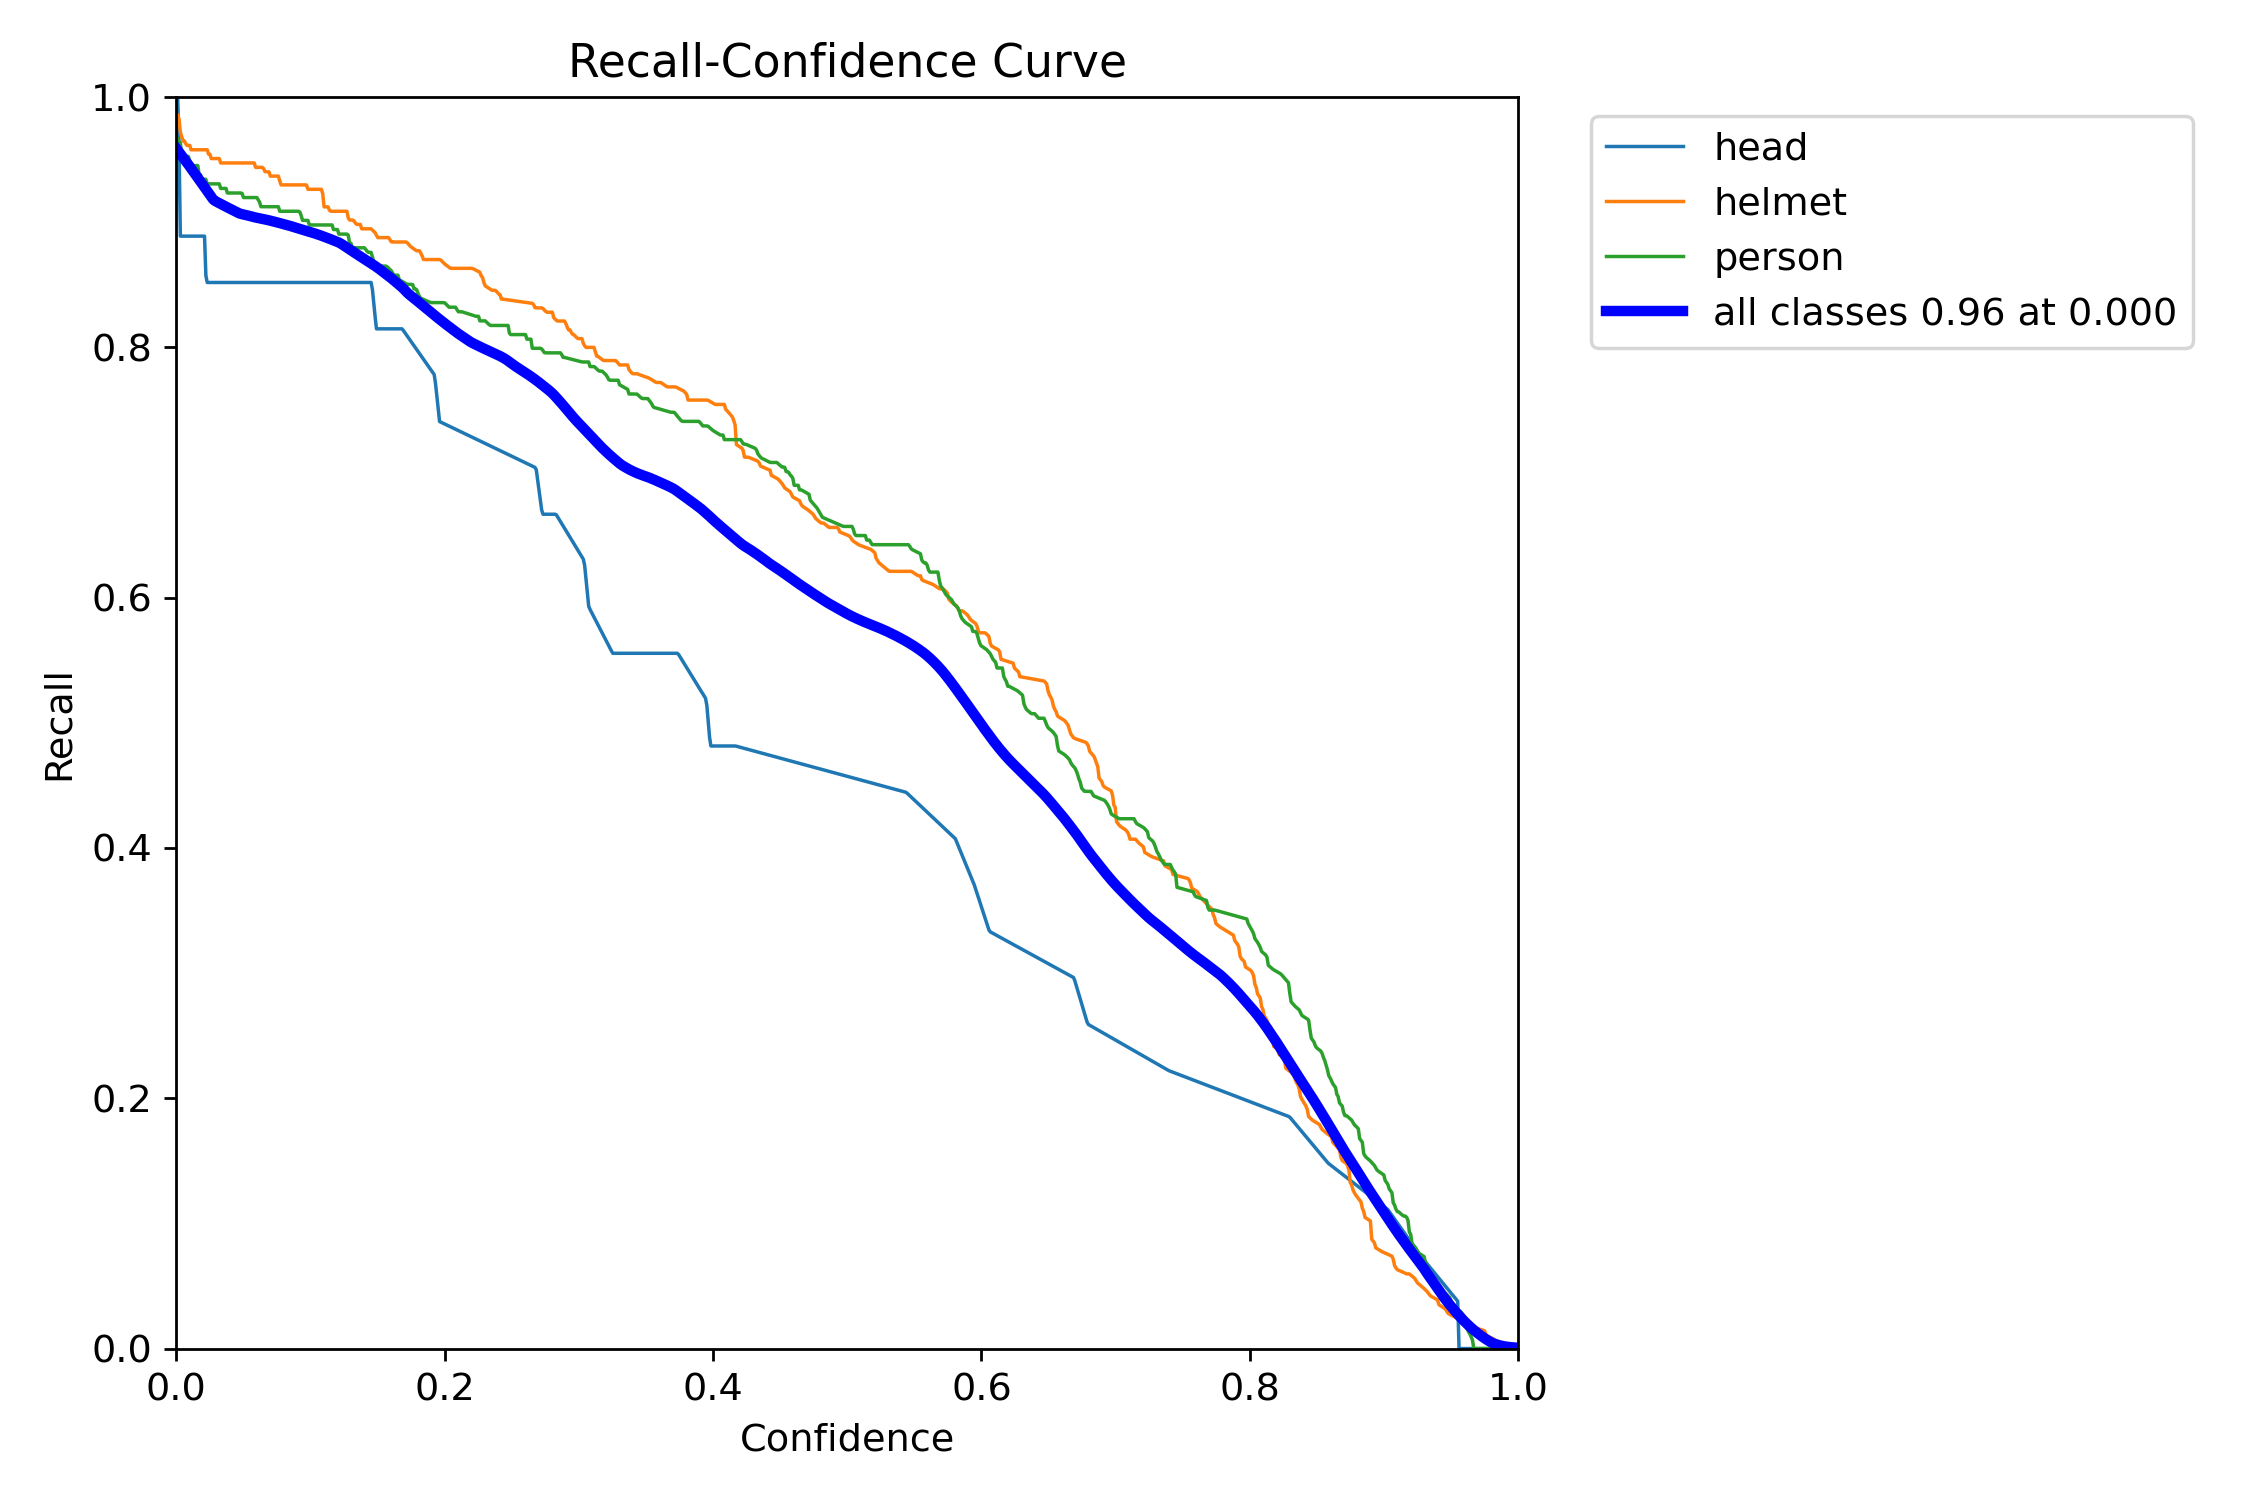 Recall-Confidence Curve
1.0
0.8
0.6
0.4
0.2
0.0
Recall
0.0 0.2 0.4 0.6 0.8 1.0
Confidence
head
helmet
person
all classes 0.96 at 0.000